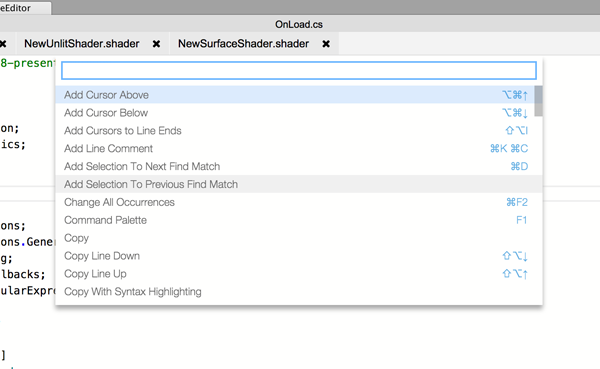 eEditor
OnLoad.cs
NewUnlitShader.shader
NewSurfaceShader.shader
8-present
Add Cursor Above ⌥⌘↑
Add Cursor Below ⌥⌘↓
on; Add Cursors to Line Ends ⇧⌥I
ics; Add Line Comment ⌘K ⌘C
Add Selection To Next Find Match ⌘D
Add Selection To Previous Find Match
Change All Occurrences ⌘F2
ons; Command Palette F1
ons.Gener Copy
g; Copy Line Down ⇧⌥↓
lbacks; Copy Line Up ⇧⌥↑
ularExpre Copy With Syntax Highlighting
]